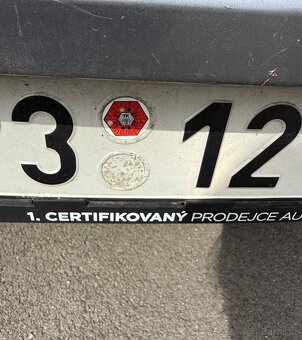 3 12
1. CERTIFIKOVANÝ PRODEJCE AU